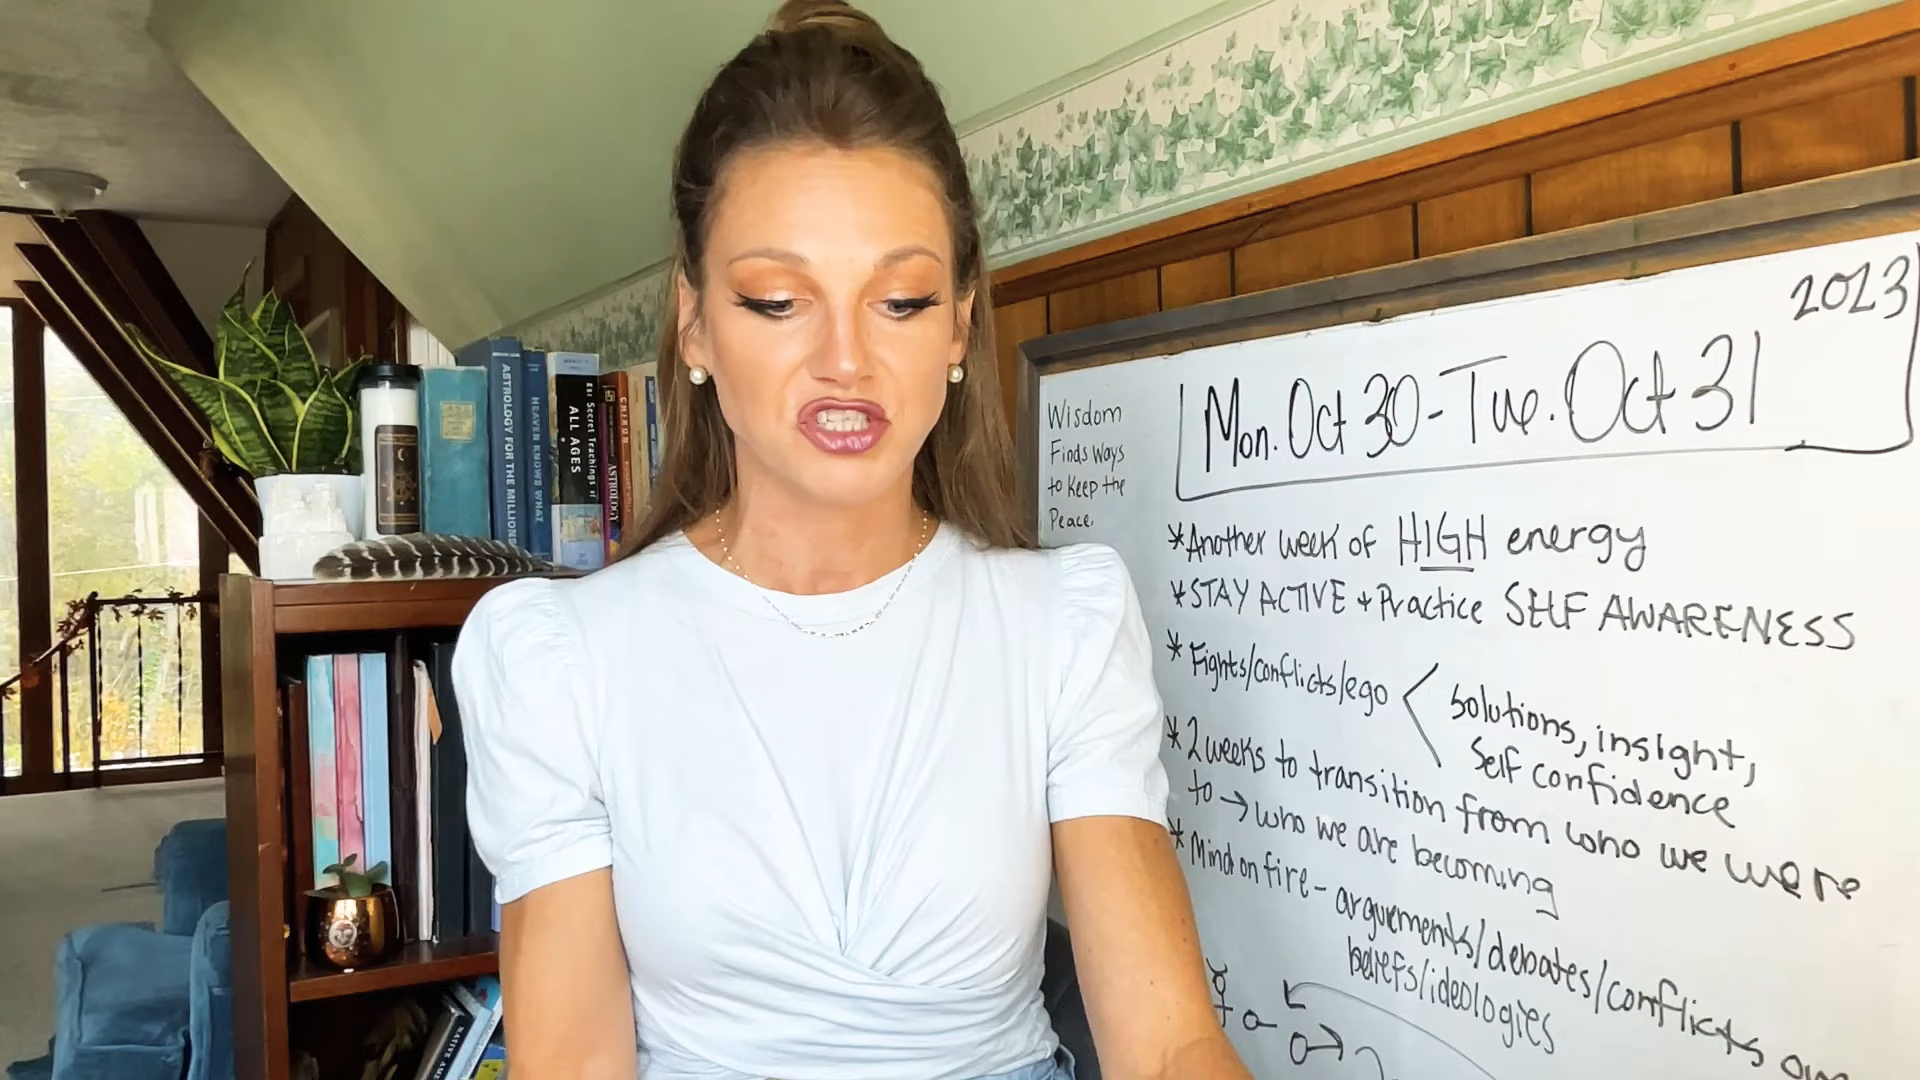 ASTROLOGY FOR THE MILLIONS
HEAVEN KNOWS WHAT
The Secret Teachings of
ALL AGES
ASTROLOGY
CHIRON
NATIVE AME
Wisdom
Finds Ways
to Keep the
Peace.
2023
Mon. Oct 30 - Tue. Oct 31
*Another week of HIGH energy
*STAY ACTIVE + Practice SELF AWARENESS
* Fights/conflicts/ego < Solutions, insight,
Self confidence
*2 weeks to transition from who we were
to → who we are becoming
*Mind on fire - arguements/debates/conflicts
beliefs/ideologies